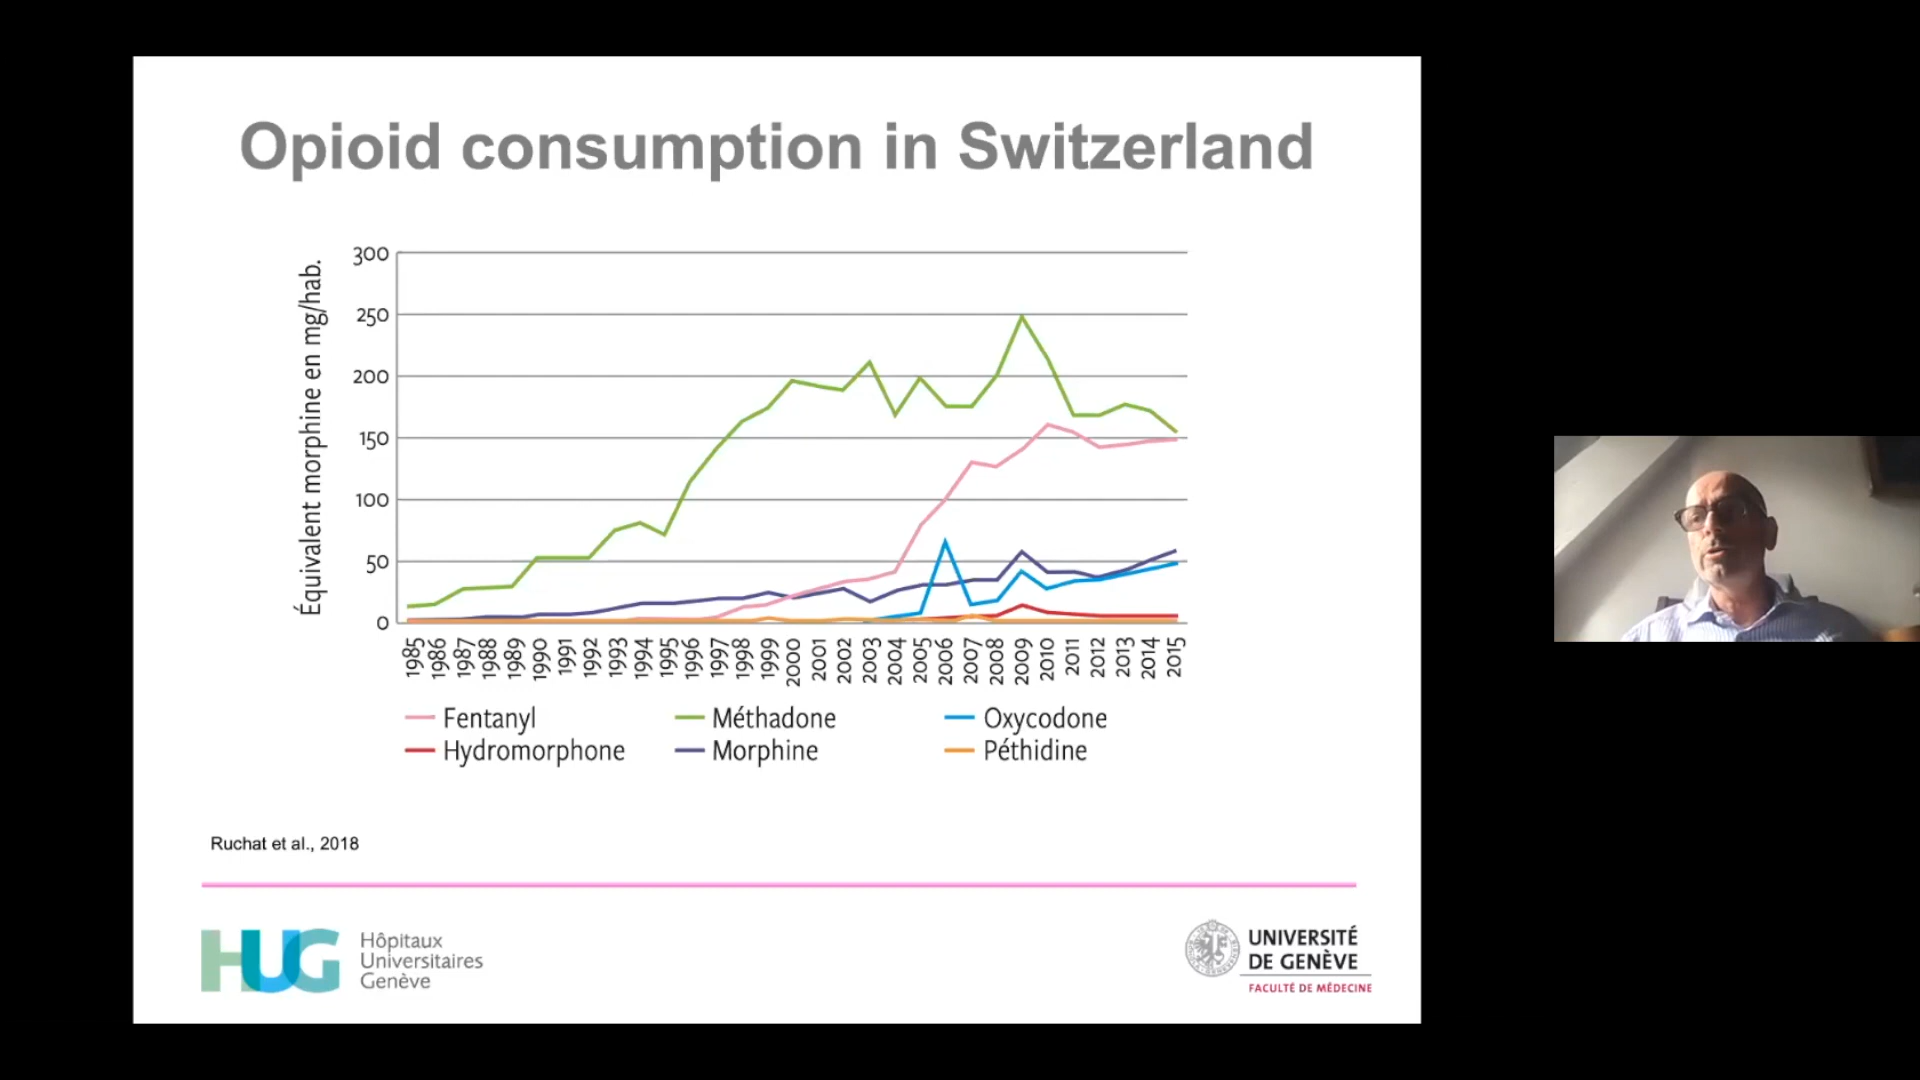 Opioid consumption in Switzerland
Équivalent morphine en mg/hab.
300
250
200
150
100
50
0
1985 1986 1987 1988 1989 1990 1991 1992 1993 1994 1995 1996 1997 1998 1999 2000 2001 2002 2003 2004 2005 2006 2007 2008 2009 2010 2011 2012 2013 2014 2015
Fentanyl Méthadone Oxycodone
Hydromorphone Morphine Péthidine
Ruchat et al., 2018
HUG
Hôpitaux
Universitaires
Genève
UNIVERSITÉ
DE GENÈVE
FACULTÉ DE MÉDECINE